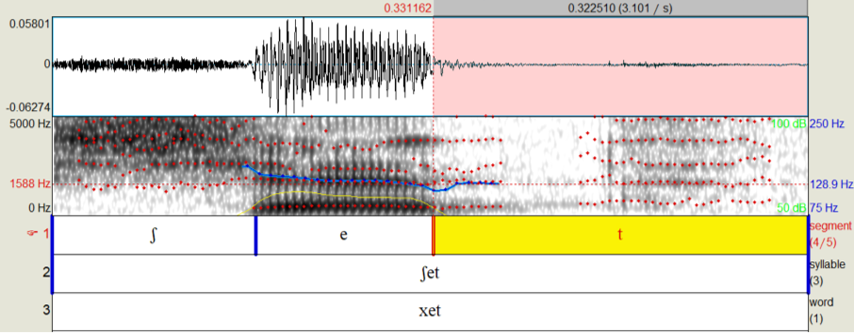 0.331162 0.322510 (3.101 / s)
0.05801
0
-0.06274
5000 Hz 100 dB 250 Hz
1588 Hz 128.9 Hz
0 Hz 50 dB 75 Hz
1 ʃ e t segment (4/5)
2 ʃet syllable (3)
3 xet word (1)